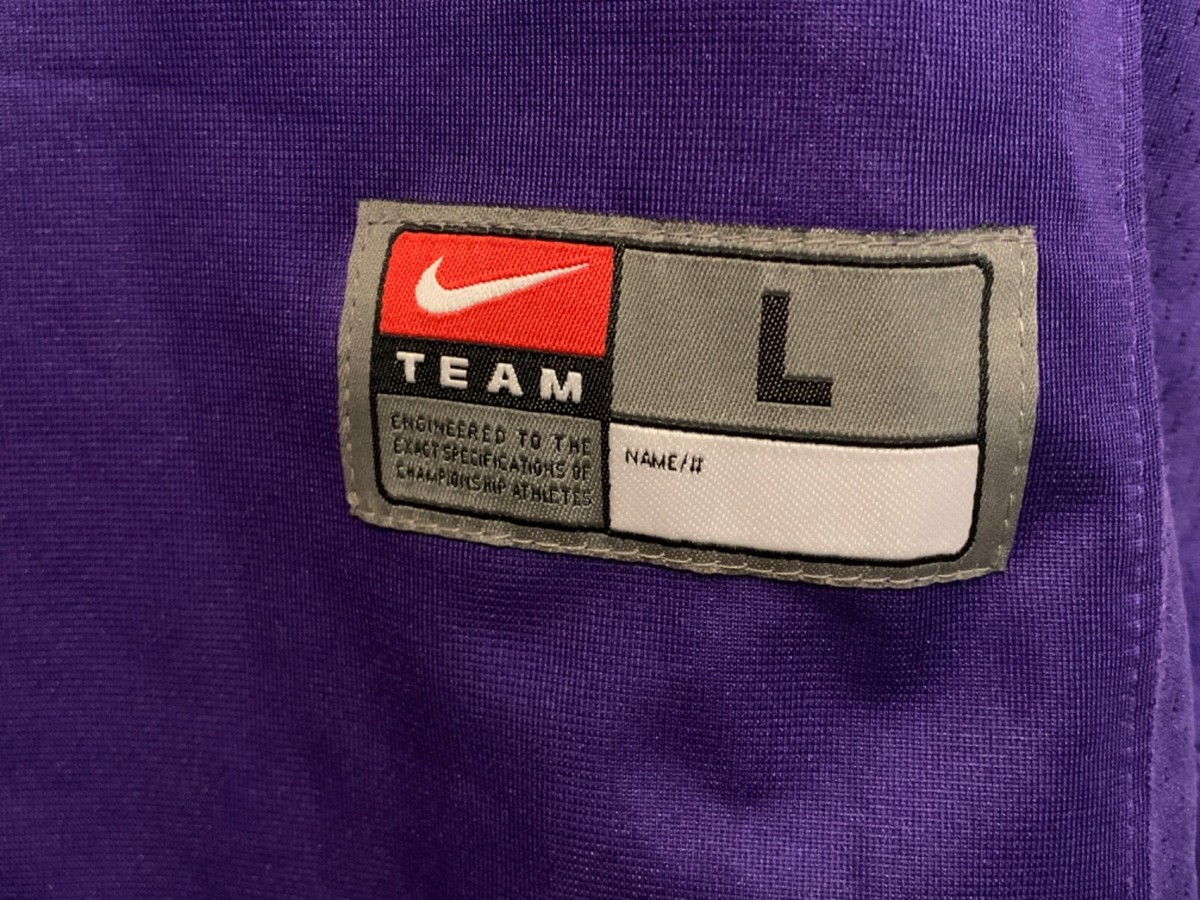 TEAM
ENGINEERED TO THE
EXACT SPECIFICATIONS OF
CHAMPIONSHIP ATHLETES
L
NAME/#